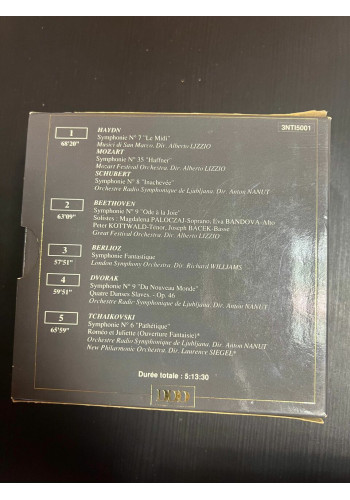 3NTI5001
1
68'20"
HAYDN
Symphonie N° 7 "Le Midi"
Musici di San Marco, Dir. Alberto LIZZIO
MOZART
Symphonie N° 35 "Haffner"
Mozart Festival Orchestra, Dir. Alberto LIZZIO
SCHUBERT
Symphonie N° 8 "Inachevée"
Orchestre Radio Symphonique de Ljubljana, Dir. Anton NANUT
2
63'09"
BEETHOVEN
Symphonie N° 9 "Ode à la Joie"
Solistes : Magdalena PALOCZAJ-Soprano, Eva BANDOVA-Alto
Peter KOTTWALD-Tenor, Joseph BACEK-Basse
Great Festival Orchestra, Dir. Alberto LIZZIO
3
57'51"
BERLIOZ
Symphonie Fantastique
London Symphony Orchestra, Dir. Richard WILLIAMS
4
59'51"
DVORAK
Symphonie N° 9 "Du Nouveau Monde"
Quatre Danses Slaves. - Op. 46
Orchestre Radio Symphonique de Ljubljana, Dir. Anton NANUT
5
65'59"
TCHAIKOVSKI
Symphonie N° 6 "Pathétique"
Roméo et Juliette (Ouverture Fantaisie)*
Orchestre Radio Symphonique de Ljubljana, Dir. Anton NANUT
New Philharmonic Orchestra, Dir. Laurence SIEGEL*
Durée totale : 5:13:30